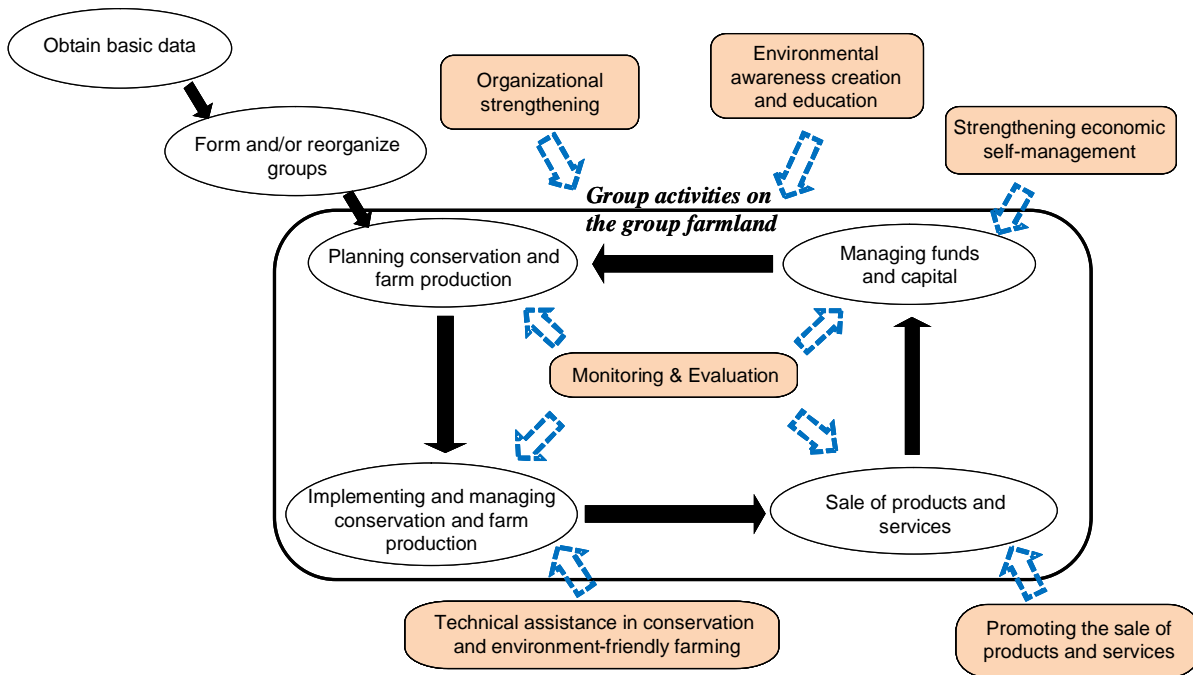 Obtain basic data
Organizational
strengthening
Environmental
awareness creation
and education
Form and/or reorganize
groups
Strengthening economic
self-management
Group activities on
the group farmland
Planning conservation and
farm production
Managing funds
and capital
Monitoring & Evaluation
Implementing and managing
conservation and farm
production
Sale of products and
services
Technical assistance in conservation
and environment-friendly farming
Promoting the sale of
products and services